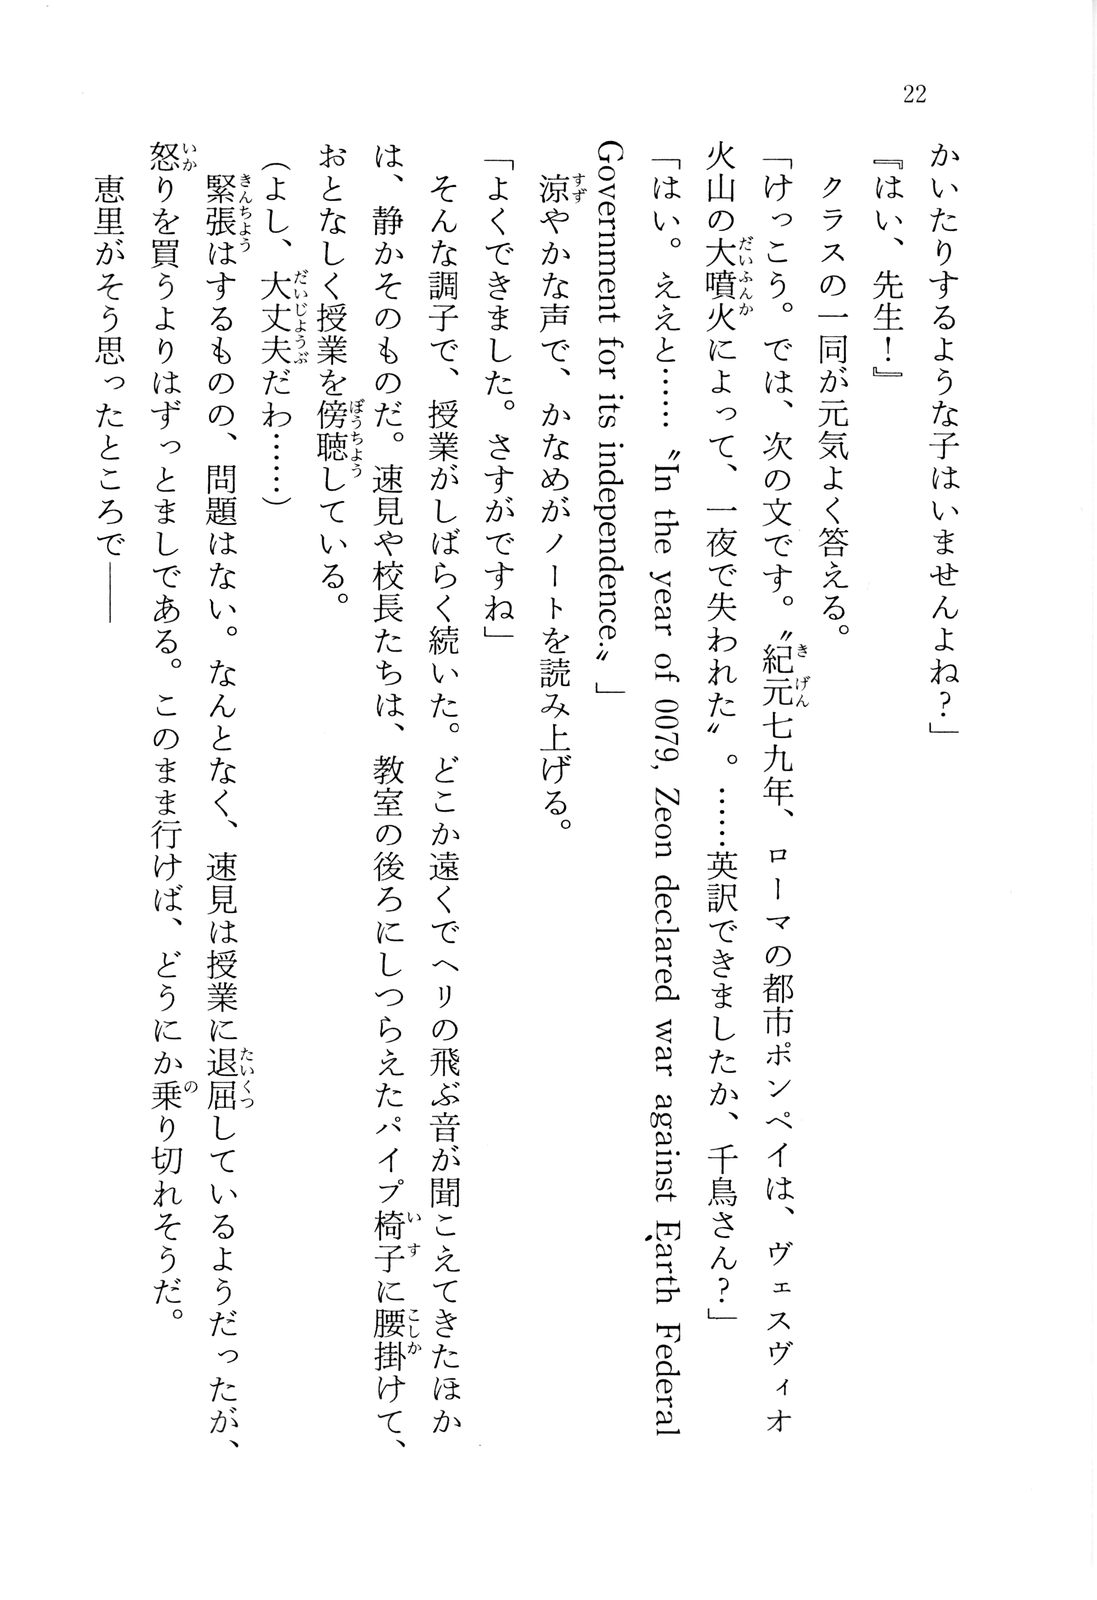 22
かいたりするような子はいませんよね?」
『はい、先生!』
クラスの一同が元気よく答える。
「けっこう。では、次の文です。〝紀元七九年、ローマの都市ポンペイは、ヴェスヴィオ
火山の大噴火によって、一夜で失われた〟。……英訳できましたか、千鳥さん?」
「はい。ええと……〝In the year of 0079, Zeon declared war against Earth Federal
Government for its independence.〟」
涼やかな声で、かなめがノートを読み上げる。
「よくできました。さすがですね」
そんな調子で、授業がしばらく続いた。どこか遠くでヘリの飛ぶ音が聞こえてきたほか
は、静かそのものだ。速見や校長たちは、教室の後ろにしつらえたパイプ椅子に腰掛けて、
おとなしく授業を傍聴している。
(よし、大丈夫だわ……)
緊張はするものの、問題はない。なんとなく、速見は授業に退屈しているようだったが、
怒りを買うよりはずっとましである。このまま行けば、どうにか乗り切れそうだ。
恵里がそう思ったところで――